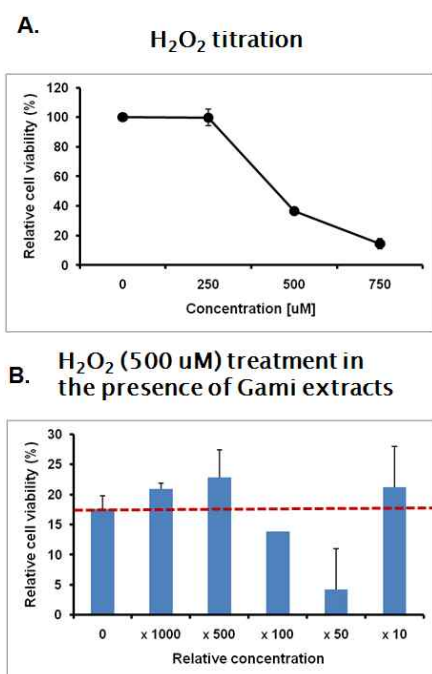 A.
H₂O₂ titration
Relative cell viability (%)
120
100
80
60
40
20
0
0 250 500 750
Concentration [uM]
B.
H₂O₂ (500 uM) treatment in
the presence of Gami extracts
Relative cell viability (%)
30
25
20
15
10
5
0
0 x 1000 x 500 x 100 x 50 x 10
Relative concentration